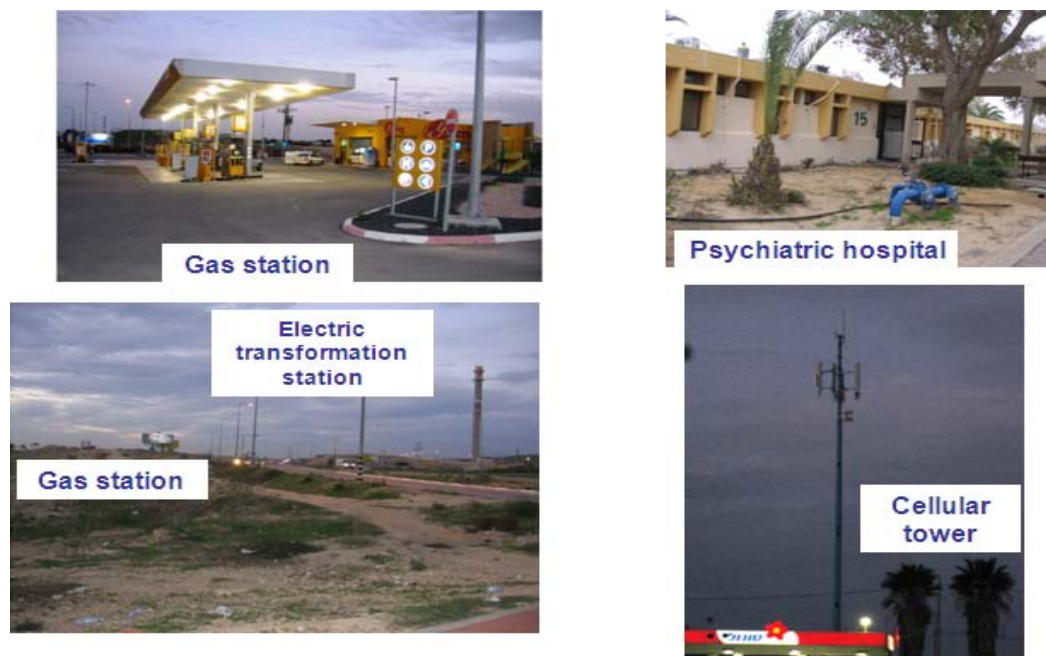 Gas station
15
Psychiatric hospital
Electric
transformation
station
Gas station
Cellular
tower